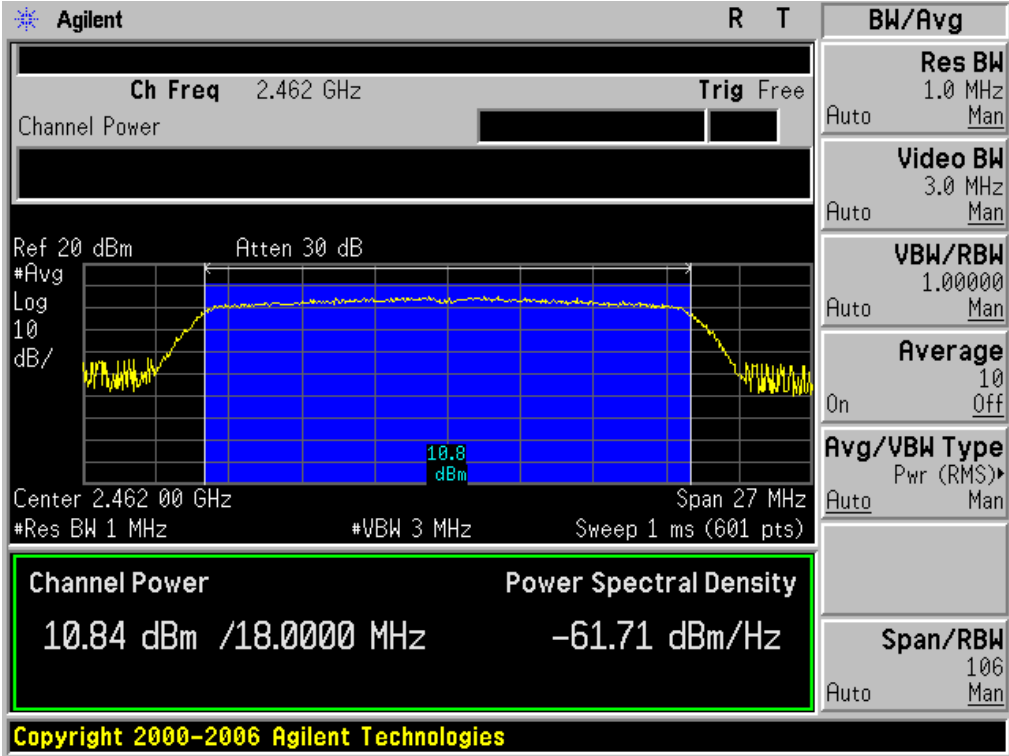 Agilent R T
Ch Freq 2.462 GHz Trig Free
Channel Power
Ref 20 dBm Atten 30 dB
#Avg
Log
10
dB/
10.8
dBm
Center 2.462 00 GHz Span 27 MHz
#Res BW 1 MHz #VBW 3 MHz Sweep 1 ms (601 pts)
Channel Power Power Spectral Density
10.84 dBm /18.0000 MHz -61.71 dBm/Hz
Copyright 2000-2006 Agilent Technologies
BW/Avg
Res BW
1.0 MHz
Auto Man
Video BW
3.0 MHz
Auto Man
VBW/RBW
1.00000
Auto Man
Average
10
On Off
Avg/VBW Type
Pwr (RMS)▸
Auto Man
Span/RBW
106
Auto Man